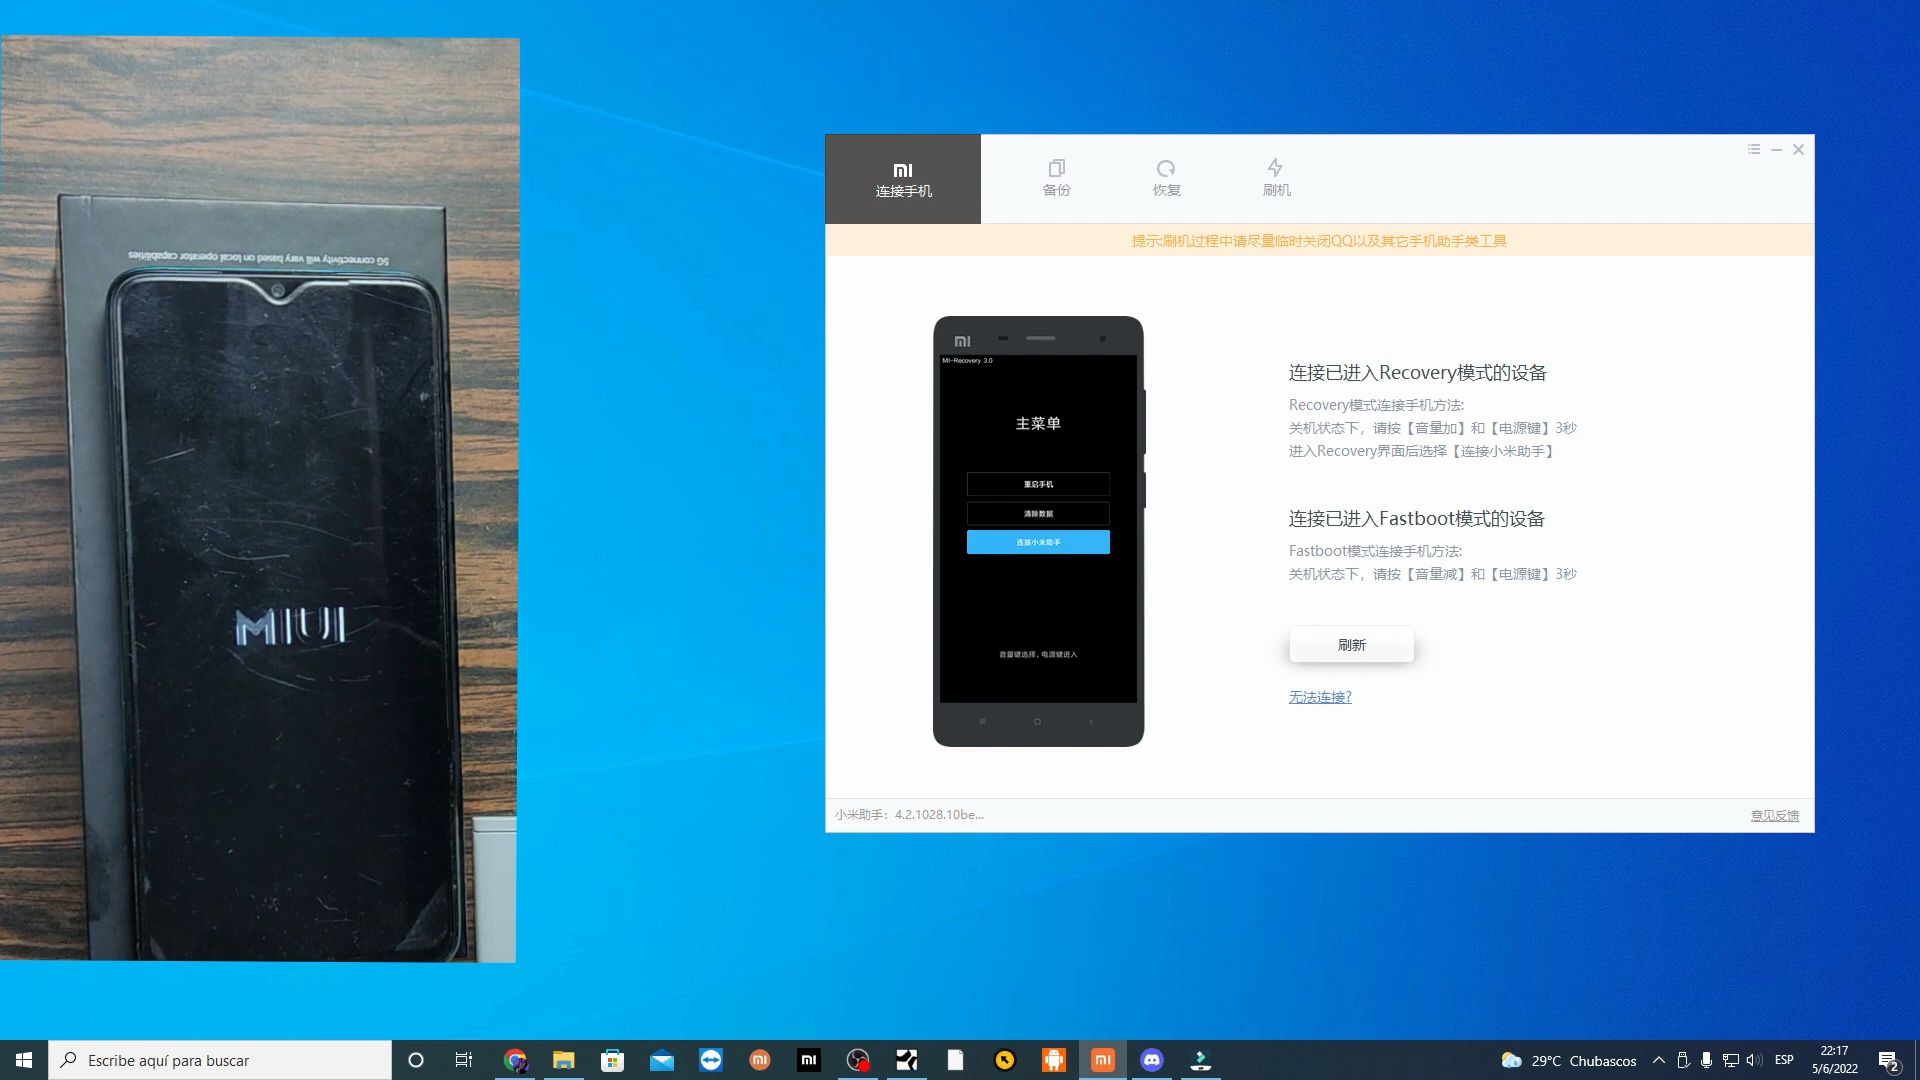 5G connectivity will vary based on local operator capabilities
MIUI
连接手机
备份
恢复
刷机
提示:刷机过程中请尽量临时关闭QQ以及其它手机助手类工具
MI-Recovery 3.0
主菜单
重启手机
清除数据
连接小米助手
音量键选择，电源键进入
连接已进入Recovery模式的设备
Recovery模式连接手机方法:
关机状态下，请按【音量加】和【电源键】3秒
进入Recovery界面后选择【连接小米助手】
连接已进入Fastboot模式的设备
Fastboot模式连接手机方法:
关机状态下，请按【音量减】和【电源键】3秒
刷新
无法连接?
小米助手：4.2.1028.10be...
意见反馈
Escribe aquí para buscar
29°C Chubascos
ESP
22:17
5/6/2022
2